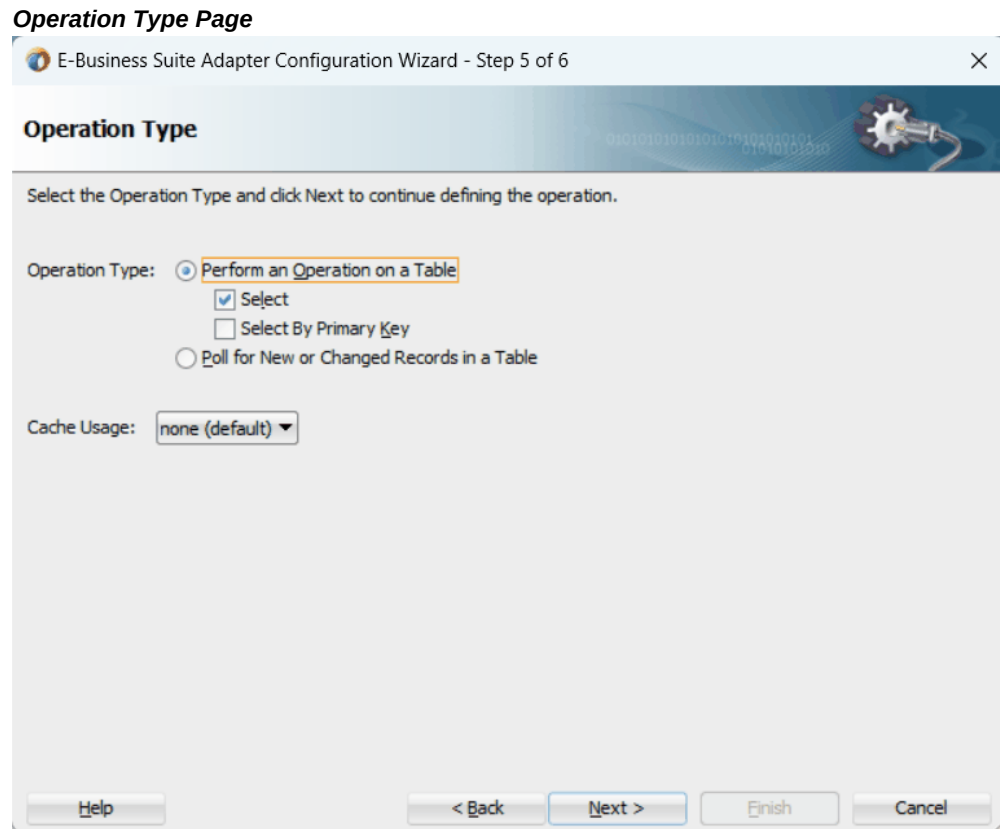 Operation Type Page
E-Business Suite Adapter Configuration Wizard - Step 5 of 6
Operation Type
Select the Operation Type and click Next to continue defining the operation.
Operation Type: Perform an Operation on a Table
Select
Select By Primary Key
Poll for New or Changed Records in a Table
Cache Usage: none (default)
Help < Back Next > Finish Cancel